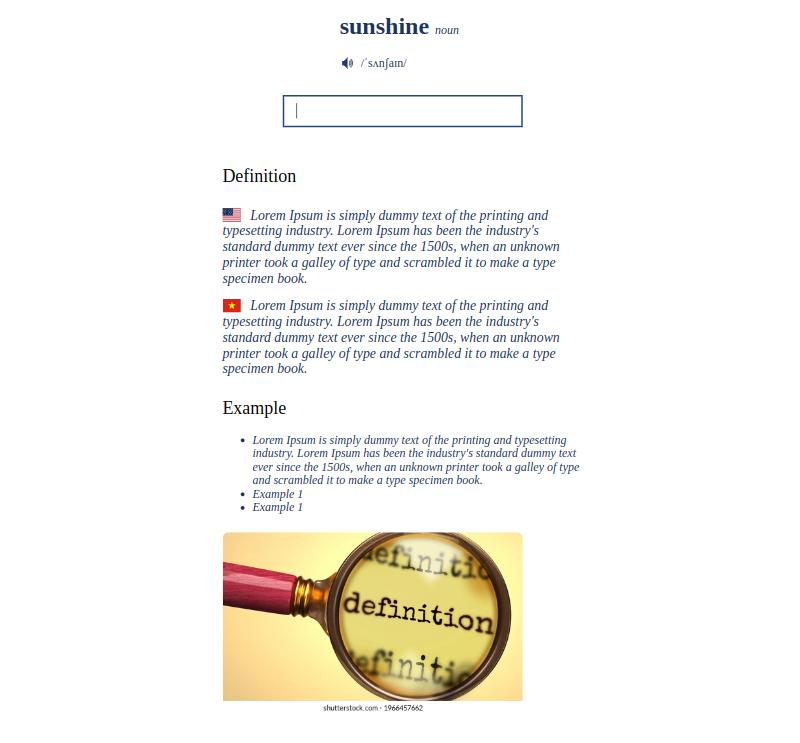 sunshine noun
/ˈsʌnʃaɪn/
Definition
Lorem Ipsum is simply dummy text of the printing and
typesetting industry. Lorem Ipsum has been the industry's
standard dummy text ever since the 1500s, when an unknown
printer took a galley of type and scrambled it to make a type
specimen book.
Lorem Ipsum is simply dummy text of the printing and
typesetting industry. Lorem Ipsum has been the industry's
standard dummy text ever since the 1500s, when an unknown
printer took a galley of type and scrambled it to make a type
specimen book.
Example
• Lorem Ipsum is simply dummy text of the printing and typesetting
industry. Lorem Ipsum has been the industry's standard dummy text
ever since the 1500s, when an unknown printer took a galley of type
and scrambled it to make a type specimen book.
• Example 1
• Example 1
definitio
definition
efinitio
shutterstock.com · 1966457662